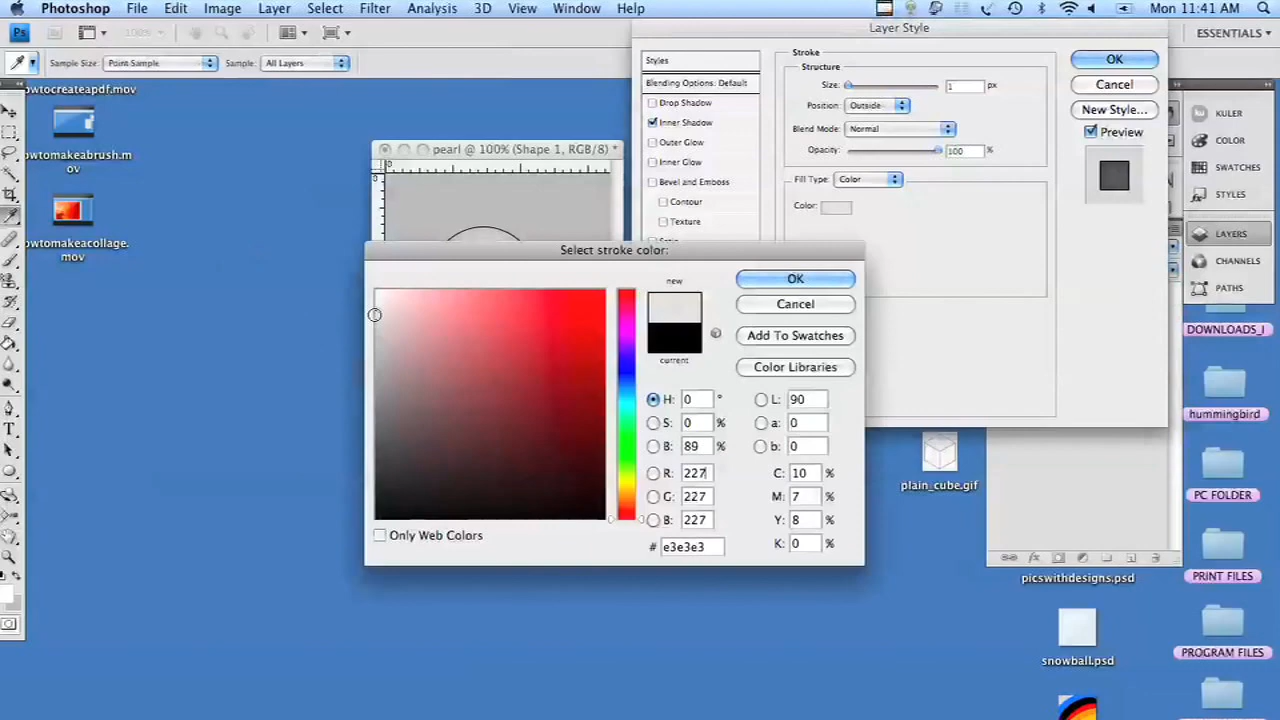 Photoshop File Edit Image Layer Select Filter Analysis 3D View Window Help Mon 11:41 AM
Ps 100% ESSENTIALS
Layer Style
Sample Size: Point Sample Sample: All Layers
owtocreateapdf.mov
owtomakeabrush.m
ov
owtomakeacollage.
mov
pearl @ 100% (Shape 1, RGB/8) *
0
0
Styles
Blending Options: Default
Drop Shadow
Inner Shadow
Outer Glow
Inner Glow
Bevel and Emboss
Contour
Texture
Stroke
Structure
Size: 1 px
Position: Outside
Blend Mode: Normal
Opacity: 100 %
Fill Type: Color
Color:
OK
Cancel
New Style...
Preview
KULER
COLOR
SWATCHES
STYLES
LAYERS
CHANNELS
PATHS
Select stroke color:
new
current
OK
Cancel
Add To Swatches
Color Libraries
H: 0 ° L: 90
S: 0 % a: 0
B: 89 % b: 0
R: 227 C: 10 %
G: 227 M: 7 %
B: 227 Y: 8 %
# e3e3e3 K: 0 %
Only Web Colors
T
fx
DOWNLOADS_I
hummingbird
plain_cube.gif
PC FOLDER
PRINT FILES
picswithdesigns.psd
PROGRAM FILES
snowball.psd